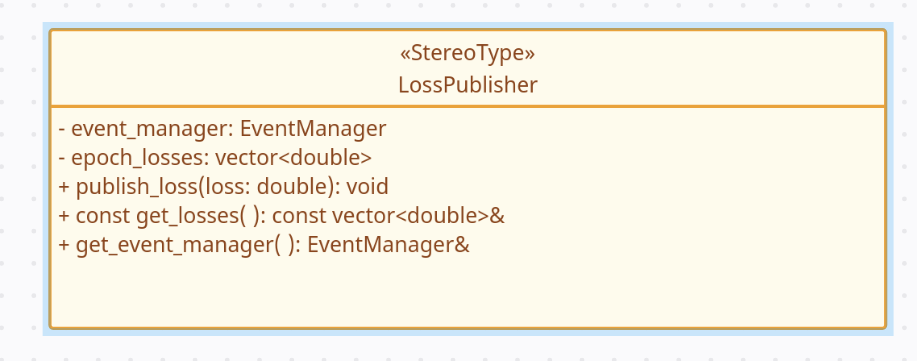 «StereoType»
LossPublisher
- event_manager: EventManager
- epoch_losses: vector<double>
+ publish_loss(loss: double): void
+ const get_losses( ): const vector<double>&
+ get_event_manager( ): EventManager&